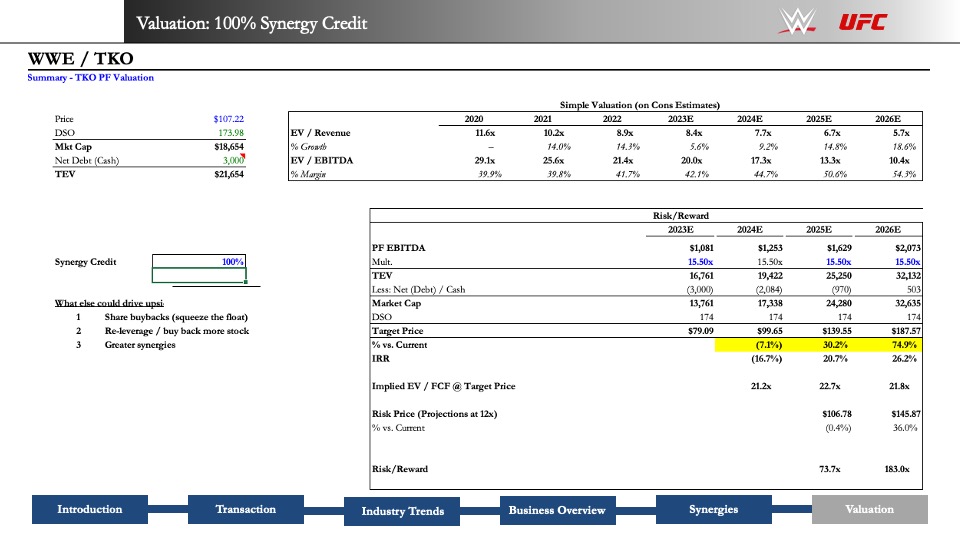 Valuation: 100% Synergy Credit
W
UFC
WWE / TKO
Summary - TKO PF Valuation
Simple Valuation (on Cons Estimates)
Price $107.22 2020 2021 2022 2023E 2024E 2025E 2026E
DSO 173.98 EV / Revenue 11.6x 10.2x 8.9x 8.4x 7.7x 6.7x 5.7x
Mkt Cap $18,654 % Growth – 14.0% 14.3% 5.6% 9.2% 14.8% 18.6%
Net Debt (Cash) 3,000 EV / EBITDA 29.1x 25.6x 21.4x 20.0x 17.3x 13.3x 10.4x
TEV $21,654 % Margin 39.9% 39.8% 41.7% 42.1% 44.7% 50.6% 54.3%
Risk/Reward
2023E 2024E 2025E 2026E
PF EBITDA $1,081 $1,253 $1,629 $2,073
Synergy Credit 100% Mult. 15.50x 15.50x 15.50x 15.50x
TEV 16,761 19,422 25,250 32,132
Less: Net (Debt) / Cash (3,000) (2,084) (970) 503
What else could drive upsi Market Cap 13,761 17,338 24,280 32,635
1 Share buybacks (squeeze the float) DSO 174 174 174 174
2 Re-leverage / buy back more stock Target Price $79.09 $99.65 $139.55 $187.57
3 Greater synergies % vs. Current (7.1%) 30.2% 74.9%
IRR (16.7%) 20.7% 26.2%
Implied EV / FCF @ Target Price 21.2x 22.7x 21.8x
Risk Price (Projections at 12x) $106.78 $145.87
% vs. Current (0.4%) 36.0%
Risk/Reward 73.7x 183.0x
Introduction Transaction Industry Trends Business Overview Synergies Valuation